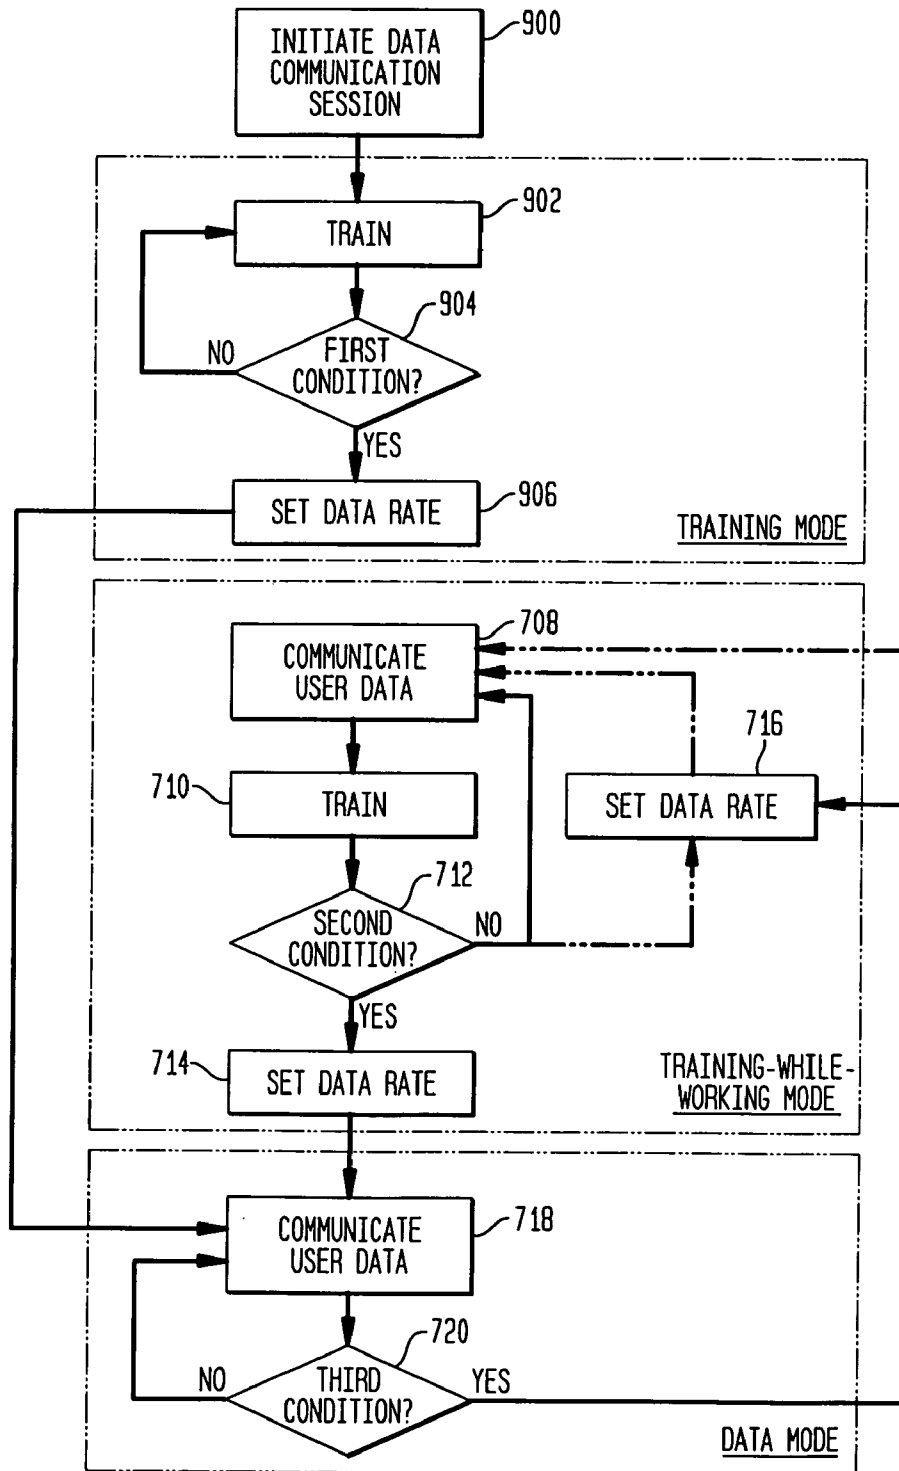 INITIATE DATA
COMMUNICATION
SESSION
900
TRAIN
902
FIRST
CONDITION?
904
NO
YES
SET DATA RATE
906
TRAINING MODE
COMMUNICATE
USER DATA
708
710
TRAIN
716
SET DATA RATE
SECOND
CONDITION?
712
NO
YES
714
SET DATA RATE
TRAINING-WHILE-
WORKING MODE
COMMUNICATE
USER DATA
718
THIRD
CONDITION?
720
NO
YES
DATA MODE